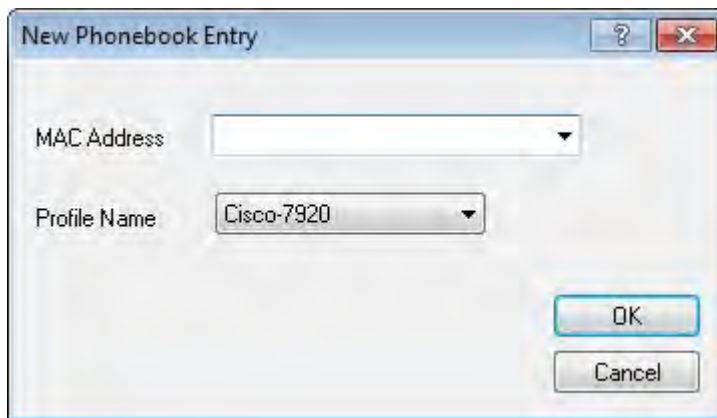 New Phonebook Entry
?
MAC Address
Profile Name Cisco-7920
OK
Cancel